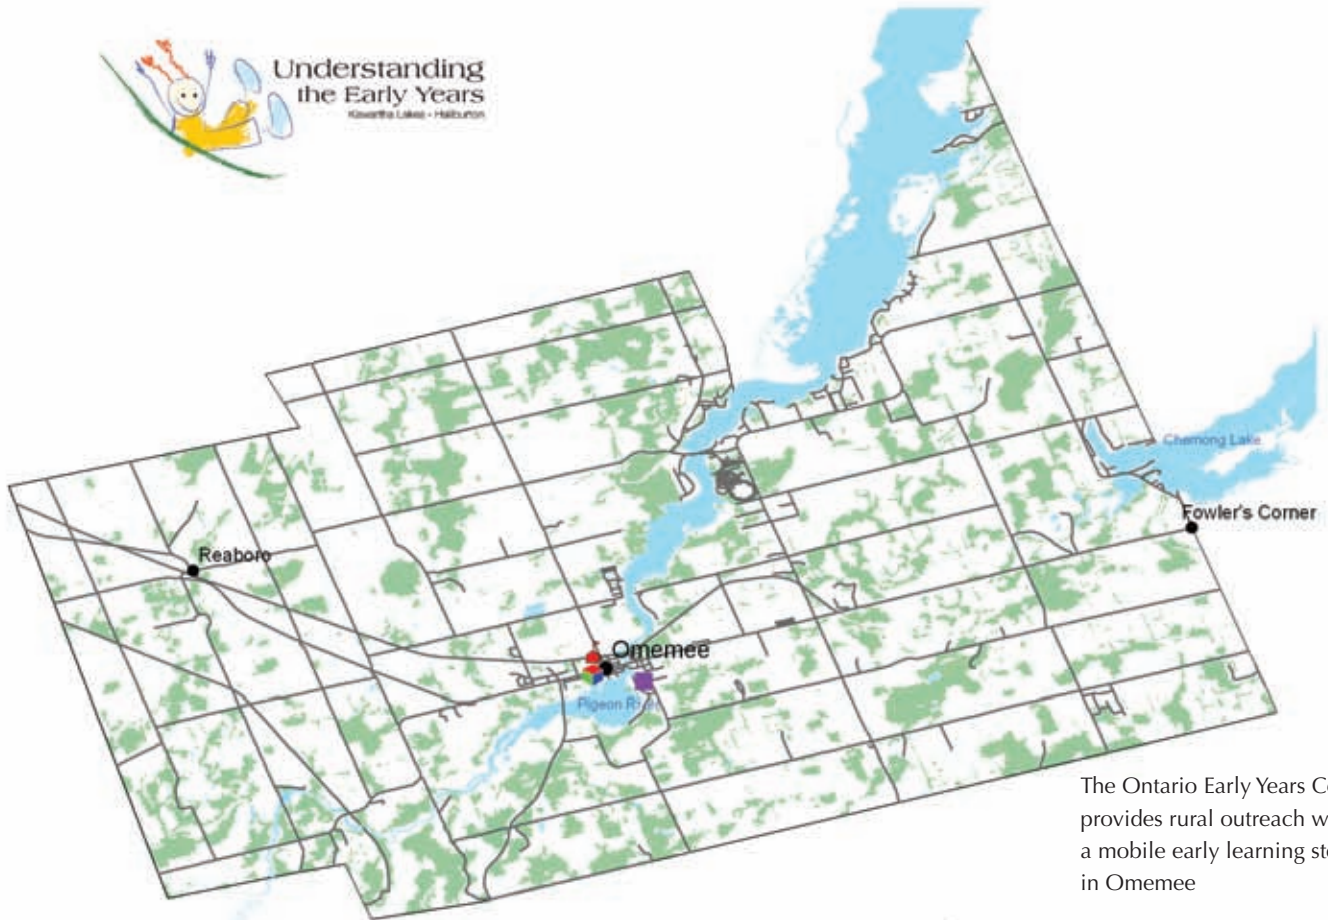 Understanding
the Early Years
Kawartha Lakes - Haliburton
Chemong Lake
Fowler's Corner
Reaboro
Omemee
Pigeon River
The Ontario Early Years C
provides rural outreach w
a mobile early learning st
in Omemee